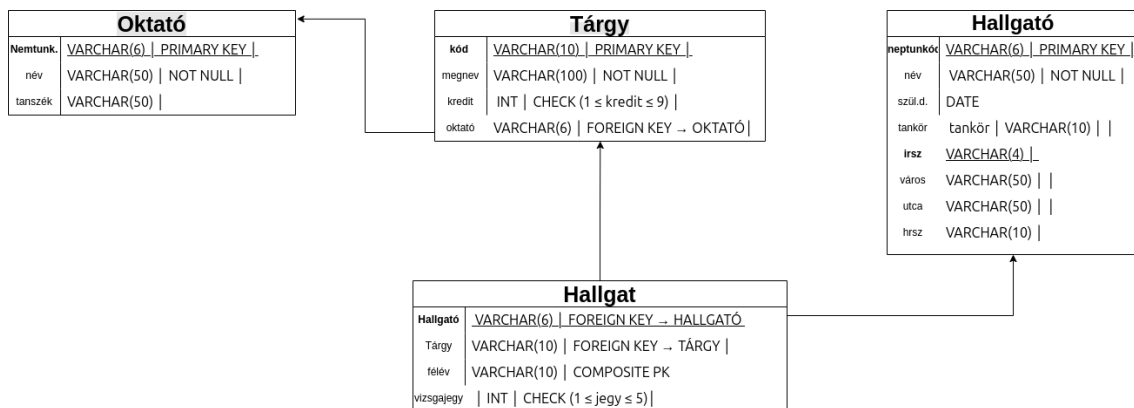 Oktató
Nemtunk. VARCHAR(6) | PRIMARY KEY |
név VARCHAR(50) | NOT NULL |
tanszék VARCHAR(50) |
Tárgy
kód VARCHAR(10) | PRIMARY KEY |
megnev VARCHAR(100) | NOT NULL |
kredit INT | CHECK (1 ≤ kredit ≤ 9) |
oktató VARCHAR(6) | FOREIGN KEY → OKTATÓ |
Hallgató
neptunkód VARCHAR(6) | PRIMARY KEY |
név VARCHAR(50) | NOT NULL |
szül.d. DATE
tankör tankör | VARCHAR(10) | |
irsz VARCHAR(4) |
város VARCHAR(50) | |
utca VARCHAR(50) | |
hrsz VARCHAR(10) |
Hallgat
Hallgató VARCHAR(6) | FOREIGN KEY → HALLGATÓ
Tárgy VARCHAR(10) | FOREIGN KEY → TÁRGY |
félév VARCHAR(10) | COMPOSITE PK
vizsgajegy | INT | CHECK (1 ≤ jegy ≤ 5) |